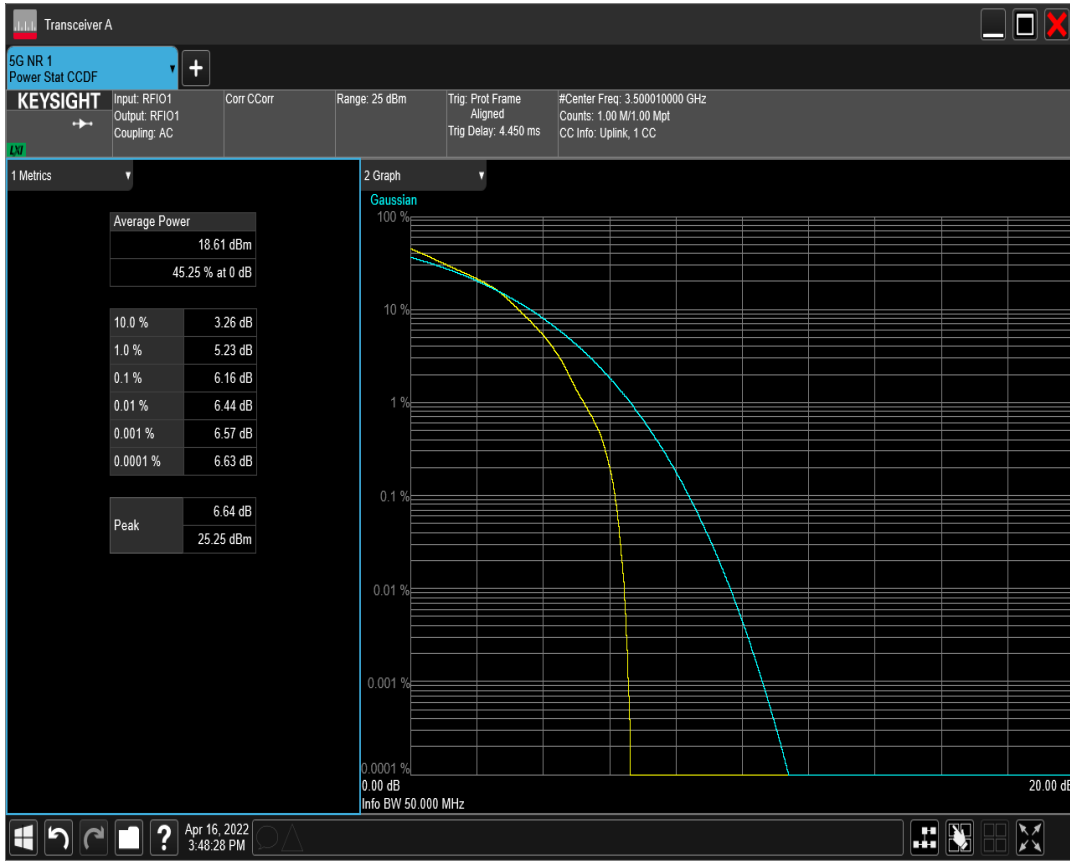 Transceiver A
5G NR 1
Power Stat CCDF
+
KEYSIGHT
LXI
Input: RFIO1
Output: RFIO1
Coupling: AC
Corr CCorr
Range: 25 dBm
Trig: Prot Frame
Aligned
Trig Delay: 4.450 ms
#Center Freq: 3.500010000 GHz
Counts: 1.00 M/1.00 Mpt
CC Info: Uplink, 1 CC
1 Metrics
Average Power
18.61 dBm
45.25 % at 0 dB
10.0 % 3.26 dB
1.0 % 5.23 dB
0.1 % 6.16 dB
0.01 % 6.44 dB
0.001 % 6.57 dB
0.0001 % 6.63 dB
Peak
6.64 dB
25.25 dBm
2 Graph
Gaussian
100 %
10 %
1 %
0.1 %
0.01 %
0.001 %
0.0001 %
0.00 dB 20.00 dB
Info BW 50.000 MHz
?
Apr 16, 2022
3:48:28 PM